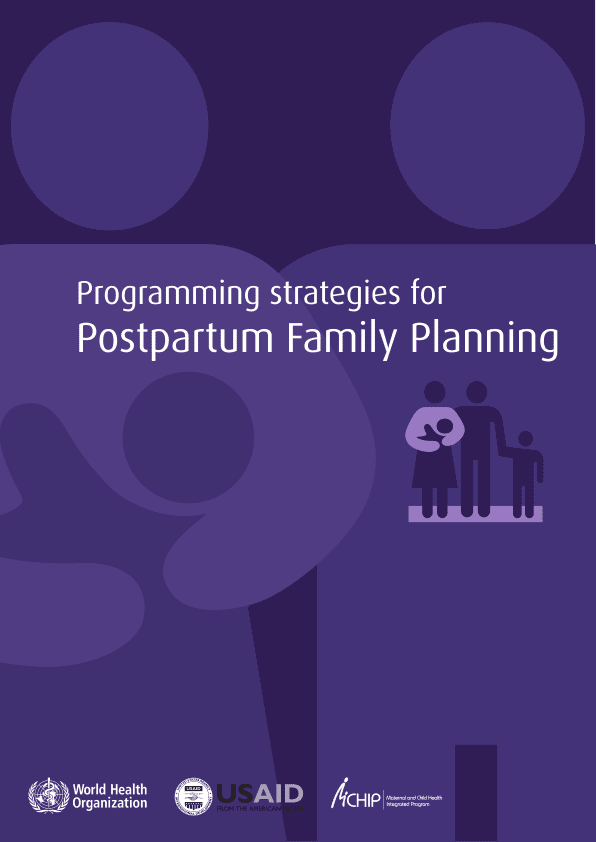 Programming strategies for
Postpartum Family Planning
World Health
Organization
USAID
USAID
FROM THE AMERICAN
MCHIP
Maternal and Child Health
Integrated Program